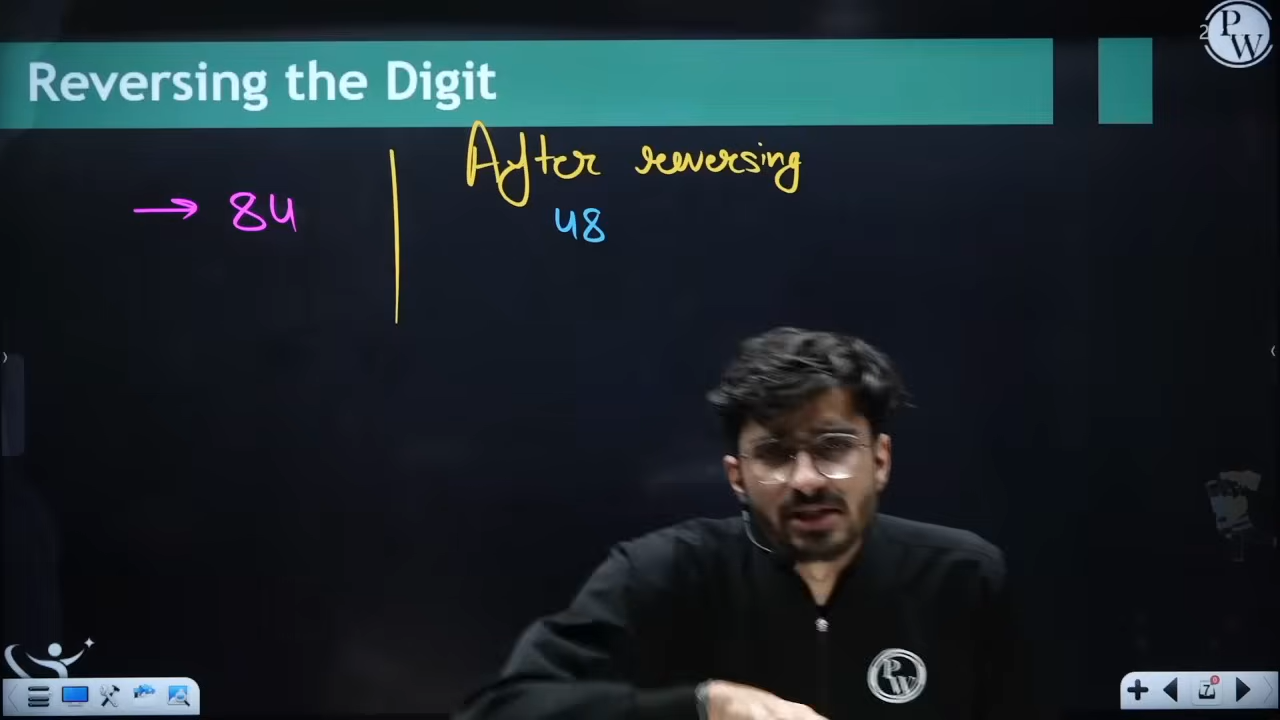 PW
Reversing the Digit
After reversing
→ 84
48
PW